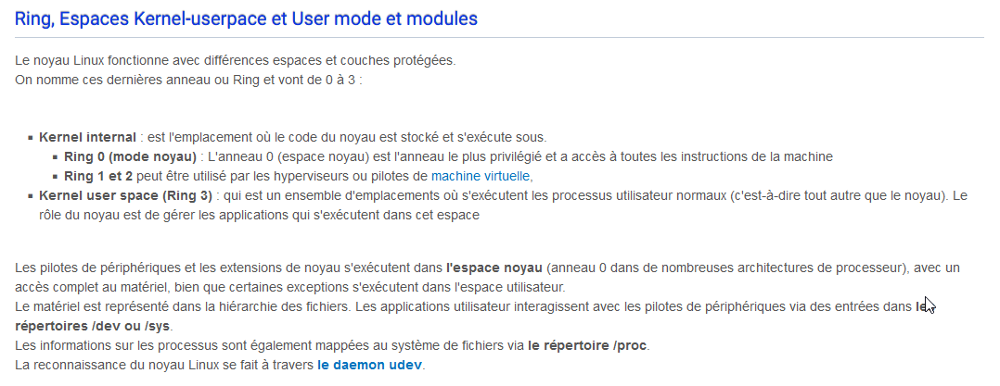 Ring, Espaces Kernel-userpace et User mode et modules
Le noyau Linux fonctionne avec différences espaces et couches protégées.
On nomme ces dernières anneau ou Ring et vont de 0 à 3 :
Kernel internal : est l'emplacement où le code du noyau est stocké et s'exécute sous.
Ring 0 (mode noyau) : L'anneau 0 (espace noyau) est l'anneau le plus privilégié et a accès à toutes les instructions de la machine
Ring 1 et 2 peut être utilisé par les hyperviseurs ou pilotes de machine virtuelle,
Kernel user space (Ring 3) : qui est un ensemble d'emplacements où s'exécutent les processus utilisateur normaux (c'est-à-dire tout autre que le noyau). Le
rôle du noyau est de gérer les applications qui s'exécutent dans cet espace
Les pilotes de périphériques et les extensions de noyau s'exécutent dans l'espace noyau (anneau 0 dans de nombreuses architectures de processeur), avec un
accès complet au matériel, bien que certaines exceptions s'exécutent dans l'espace utilisateur.
Le matériel est représenté dans la hiérarchie des fichiers. Les applications utilisateur interagissent avec les pilotes de périphériques via des entrées dans les
répertoires /dev ou /sys.
Les informations sur les processus sont également mappées au système de fichiers via le répertoire /proc.
La reconnaissance du noyau Linux se fait à travers le daemon udev.